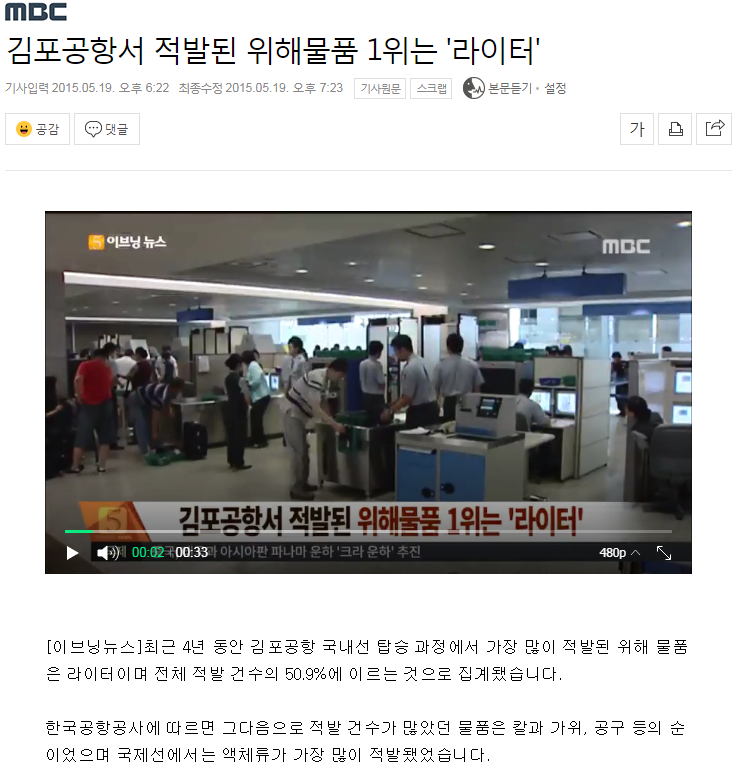 MBC
김포공항서 적발된 위해물품 1위는 '라이터'
기사입력 2015.05.19. 오후 6:22 최종수정 2015.05.19. 오후 7:23 기사원문 스크랩 본문듣기 · 설정
공감 댓글 가
5 이브닝 뉴스 MBC
5 김포공항서 적발된 위해물품 1위는 '라이터'
00:02 00:33 과 아시아판 파나마 운하 '크라 운하' 추진 480p
[이브닝뉴스]최근 4년 동안 김포공항 국내선 탑승 과정에서 가장 많이 적발된 위해 물품
은 라이터이며 전체 적발 건수의 50.9%에 이르는 것으로 집계됐습니다.
한국공항공사에 따르면 그다음으로 적발 건수가 많았던 물품은 칼과 가위, 공구 등의 순
이었으며 국제선에서는 액체류가 가장 많이 적발됐었습니다.